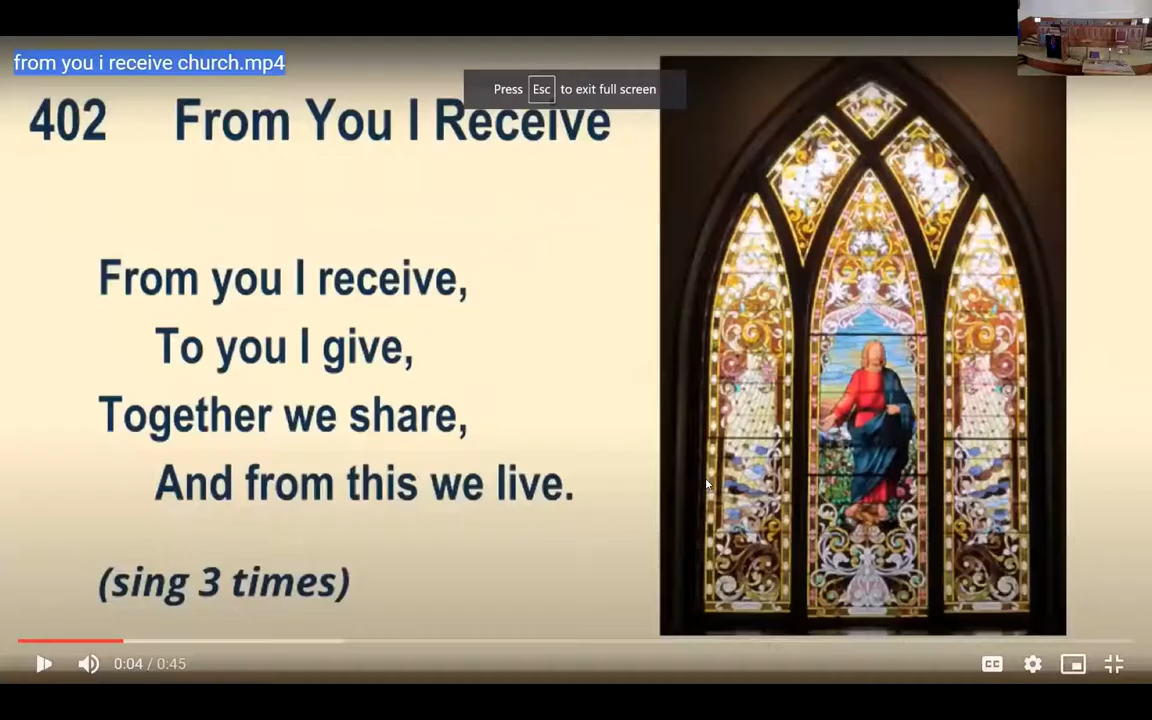 from you i receive church.mp4
Press Esc to exit full screen
402 From You I Receive
From you I receive,
To you I give,
Together we share,
And from this we live.
(sing 3 times)
0:04 / 0:45
CC